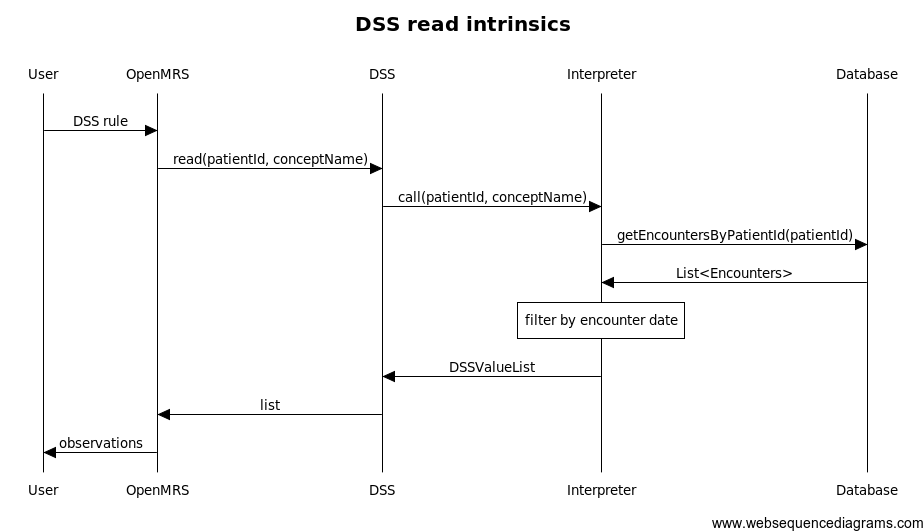 DSS read intrinsics
User OpenMRS DSS Interpreter Database
DSS rule
read(patientId, conceptName)
call(patientId, conceptName)
getEncountersByPatientId(patientId)
List<Encounters>
filter by encounter date
DSSValueList
list
observations
User OpenMRS DSS Interpreter Database
www.websequencediagrams.com